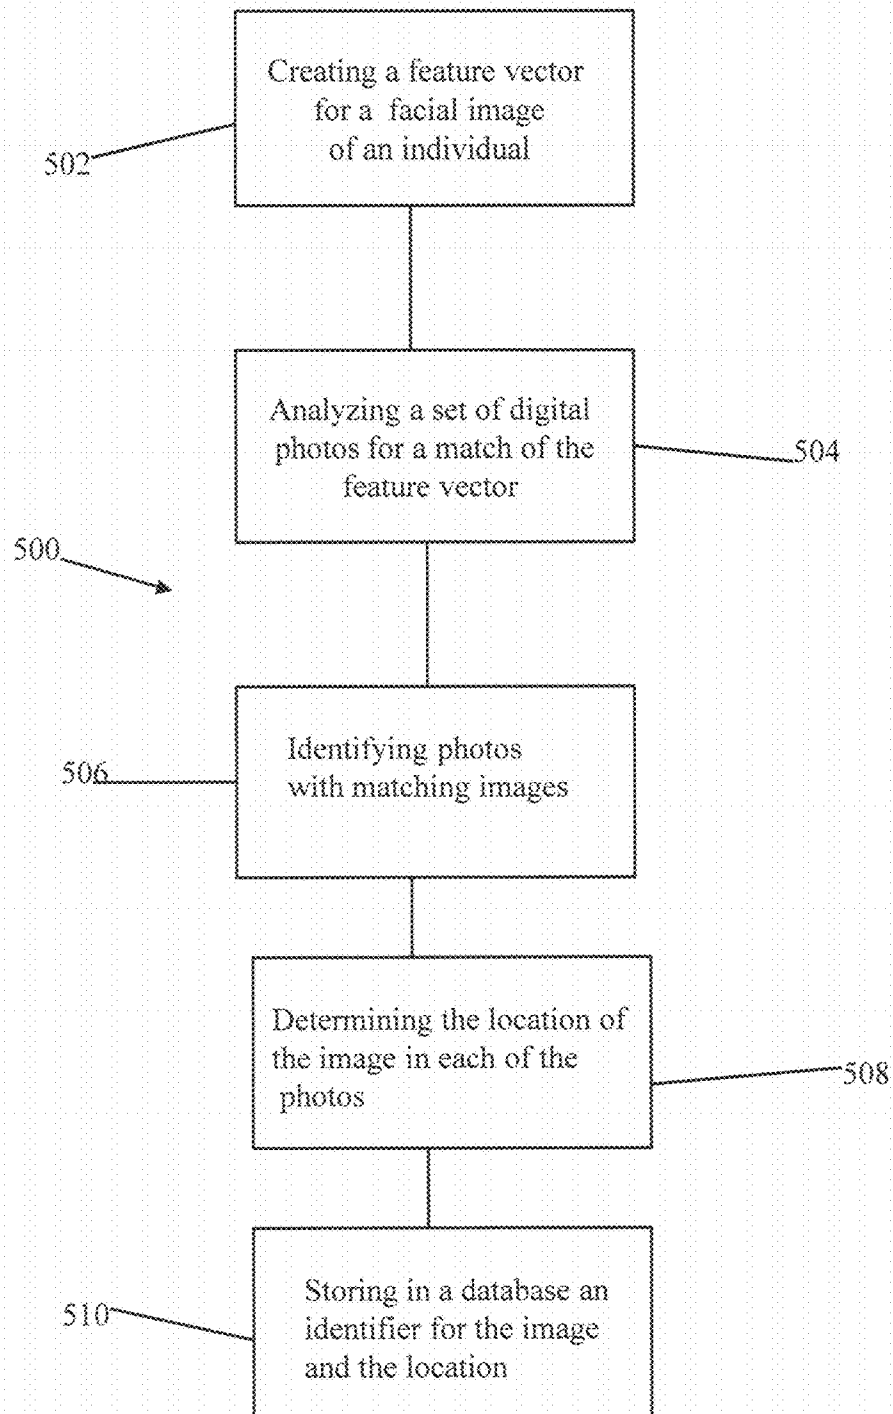 Creating a feature vector
for a facial image
of an individual
502
Analyzing a set of digital
photos for a match of the
feature vector
504
500
Identifying photos
with matching images
506
Determining the location of
the image in each of the
photos
508
Storing in a database an
identifier for the image
and the location
510